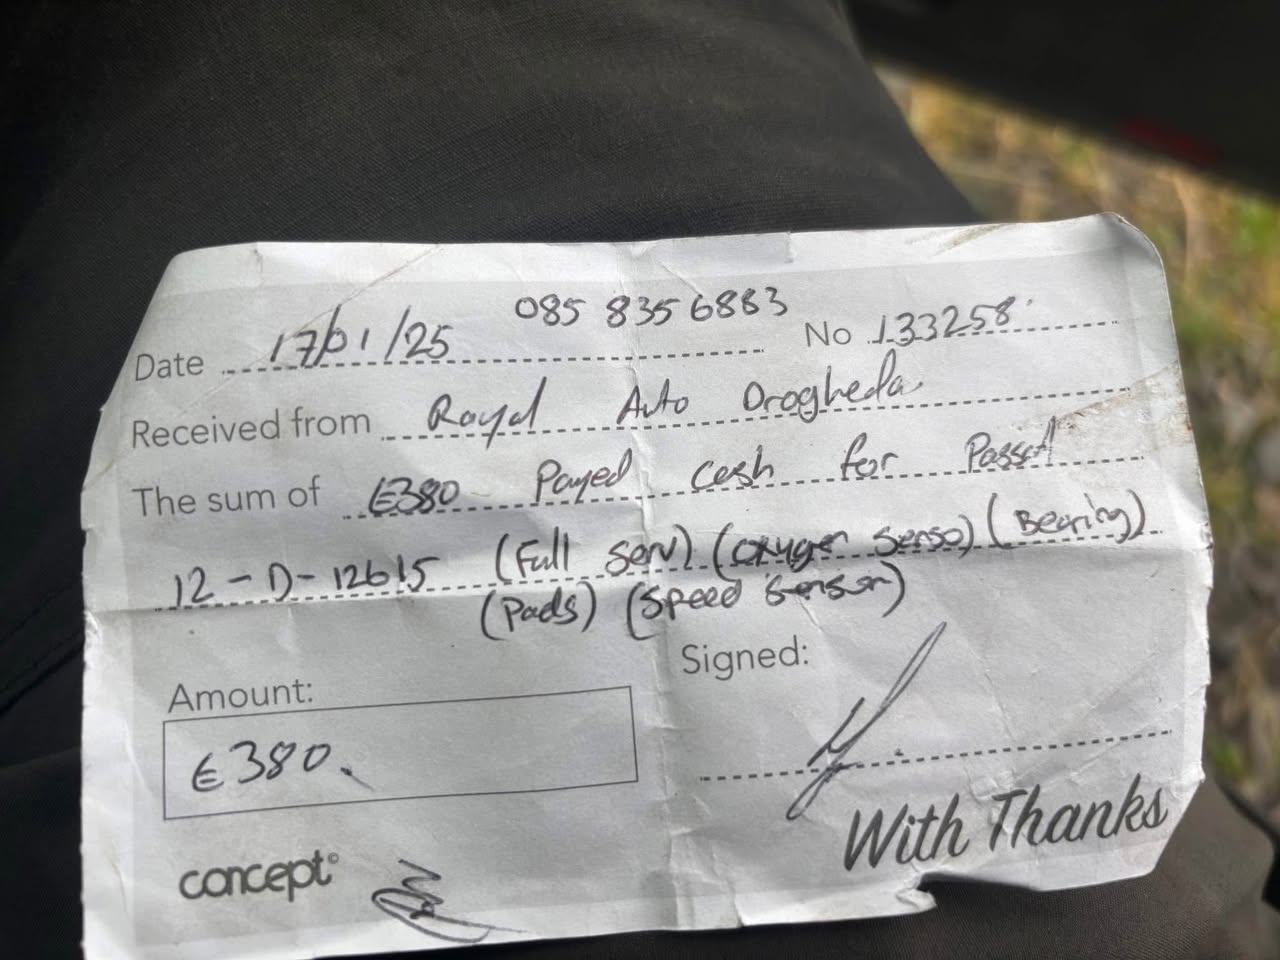 085 835 6883
Date 17/01/25 No 133258
Received from Royal Auto Drogheda
The sum of €380 Payed cash for Passat
12-D-12615 (Full serv) (oxygen senso) (Bearing)
(Pads) (Speed sensor)
Signed:
Amount:
€380.
With Thanks
concept